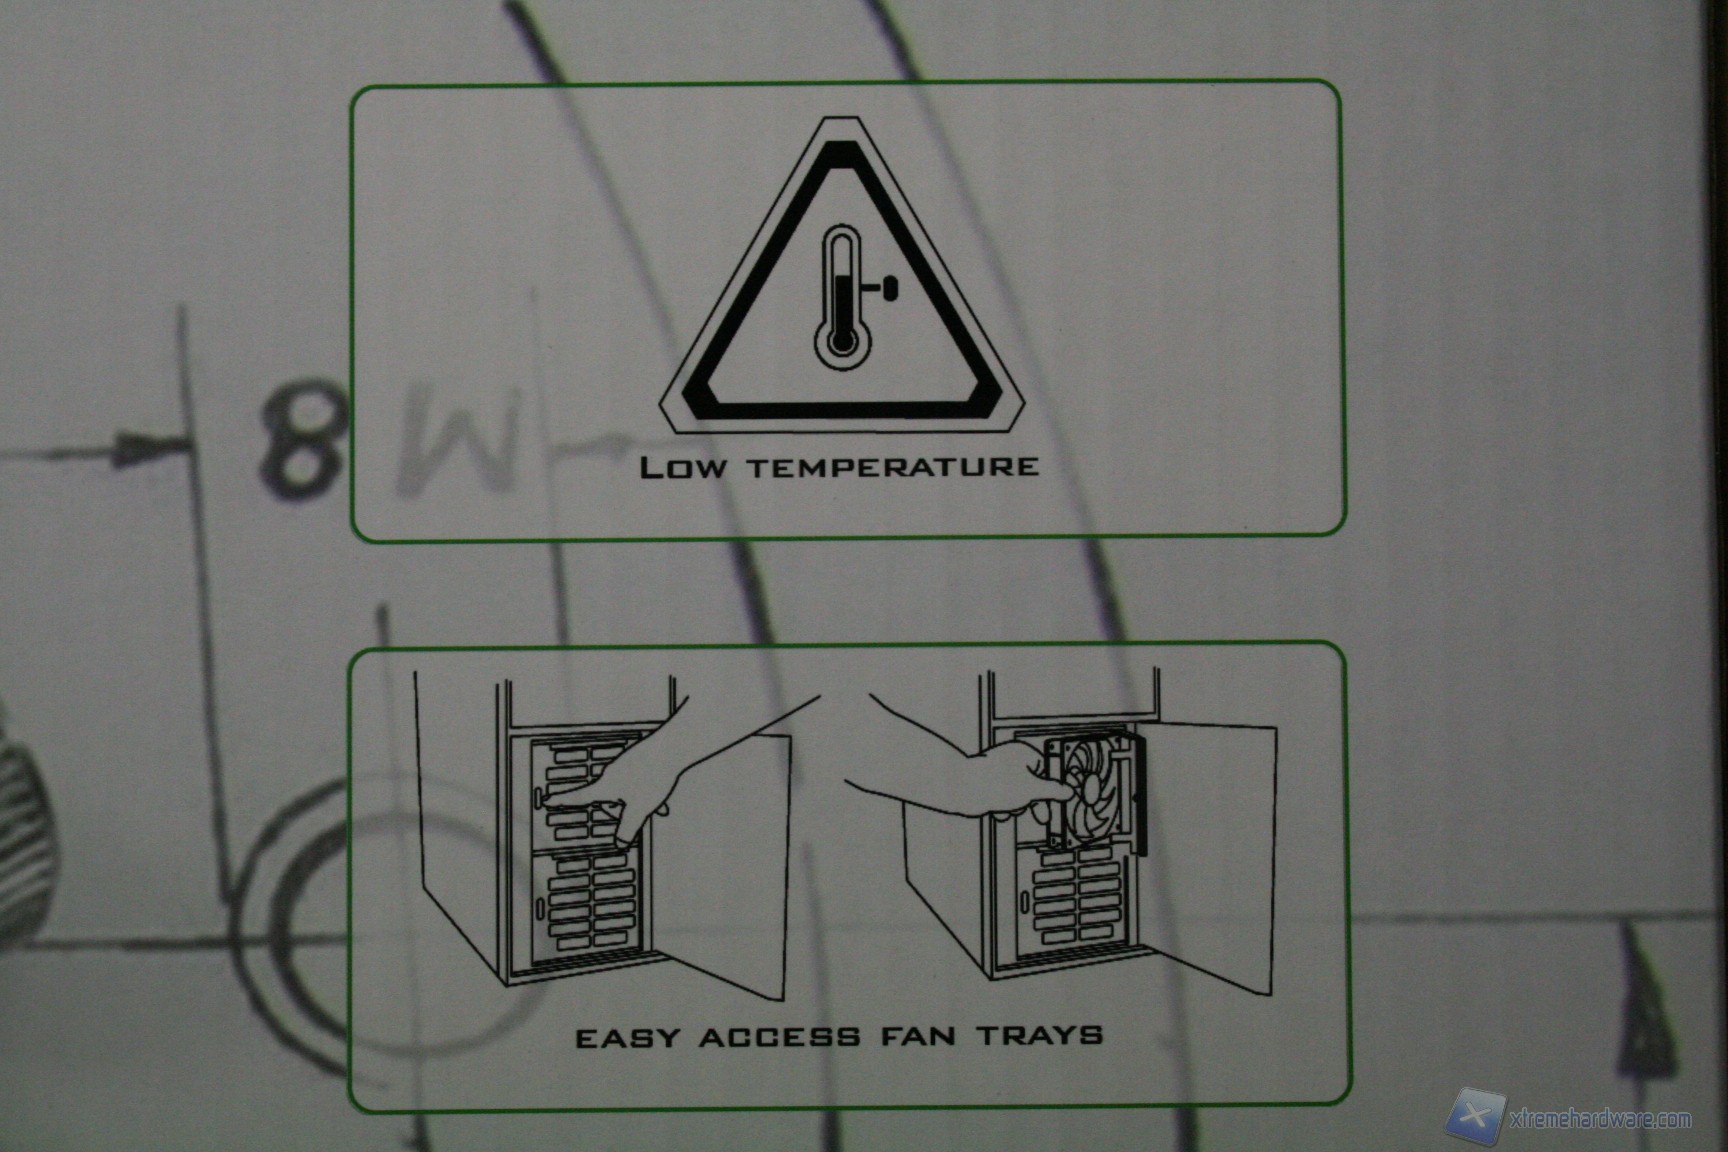 8 M
LOW TEMPERATURE
EASY ACCESS FAN TRAYS
xtremehardware.com